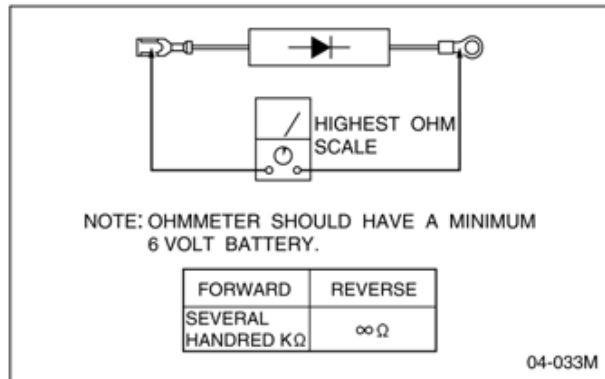 HIGHEST OHM
SCALE
NOTE: OHMMETER SHOULD HAVE A MINIMUM
6 VOLT BATTERY.
FORWARD REVERSE
SEVERAL
HANDRED KΩ ∞Ω
04-033M